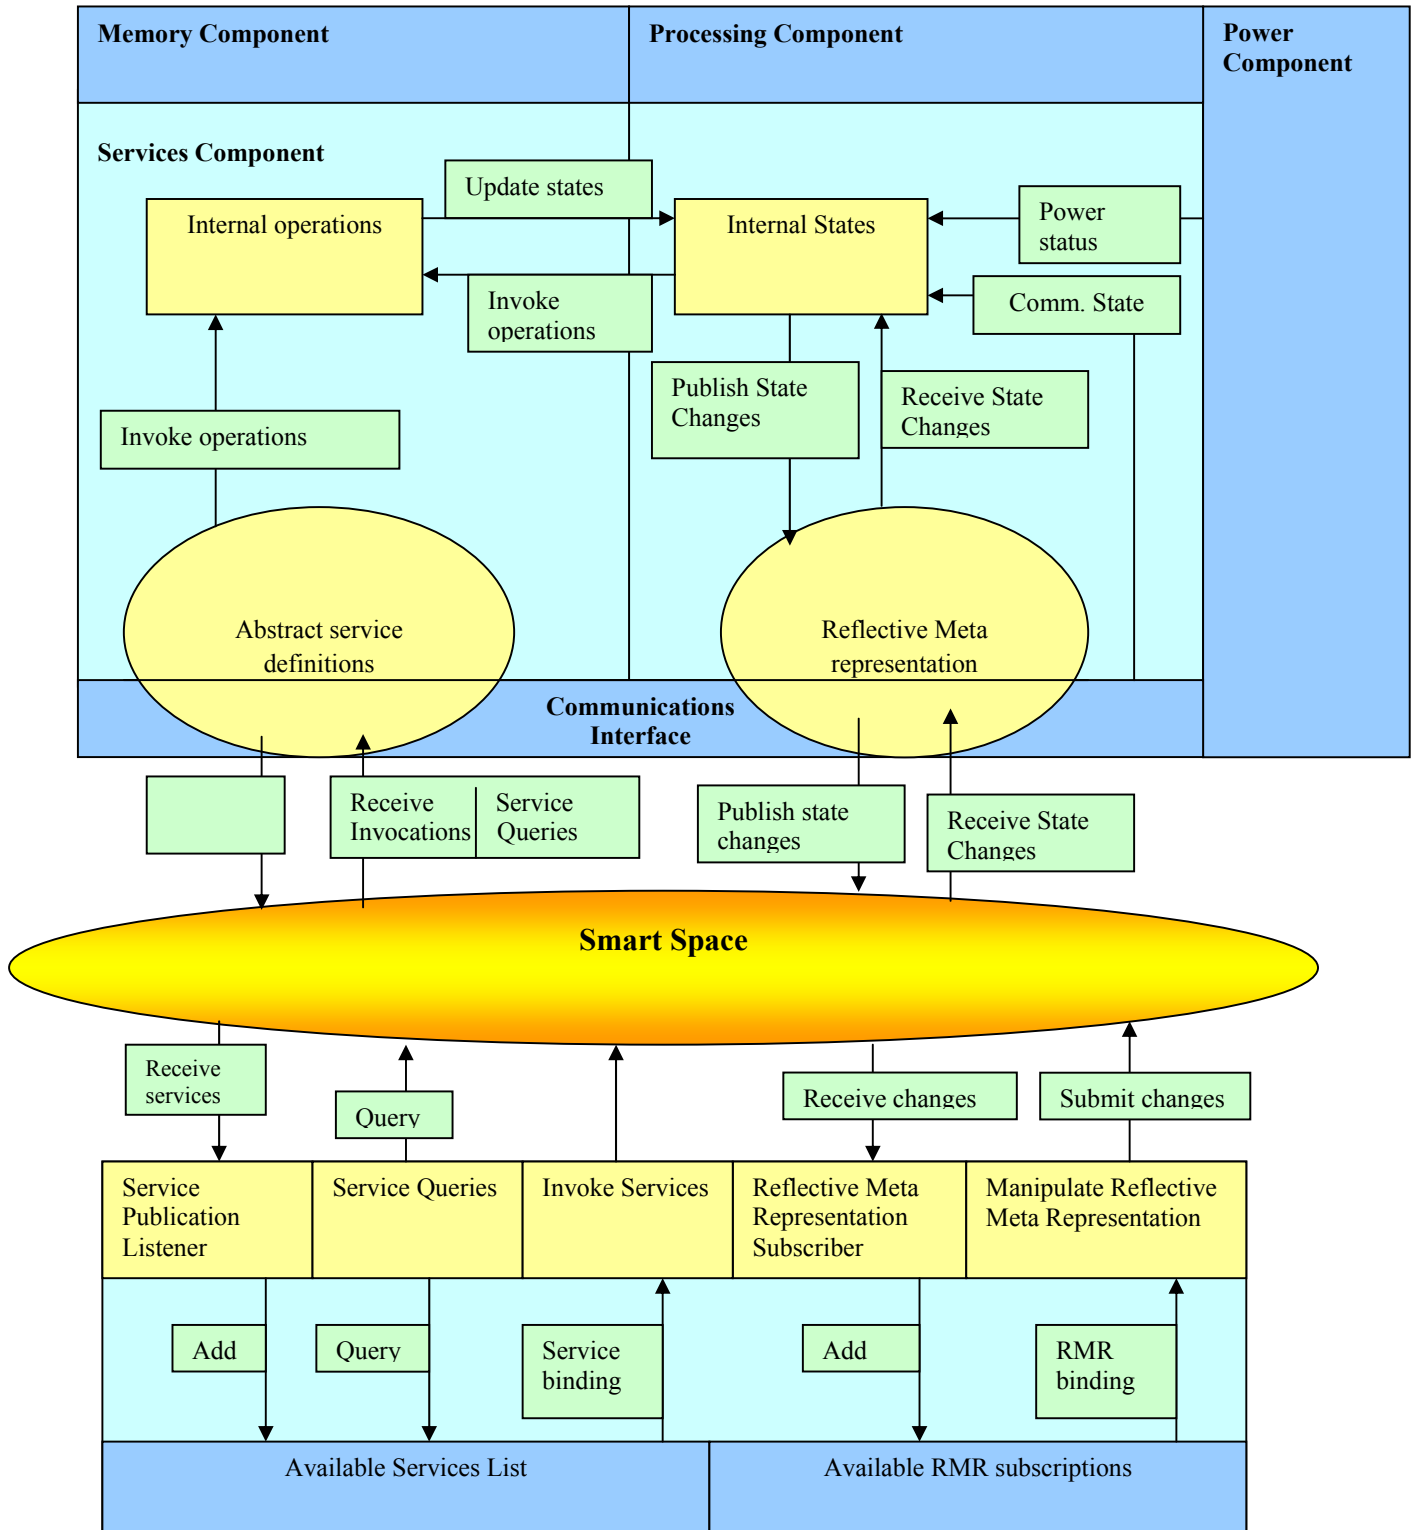 Memory Component
Processing Component
Power
Component
Services Component
Update states
Internal operations
Internal States
Power
status
Invoke
operations
Comm. State
Publish State
Changes
Receive State
Changes
Invoke operations
Abstract service
definitions
Reflective Meta
representation
Communications
Interface
Receive
Invocations
Service
Queries
Publish state
changes
Receive State
Changes
Smart Space
Receive
services
Query
Receive changes
Submit changes
Service
Publication
Listener
Service Queries
Invoke Services
Reflective Meta
Representation
Subscriber
Manipulate Reflective
Meta Representation
Add
Query
Service
binding
Add
RMR
binding
Available Services List
Available RMR subscriptions